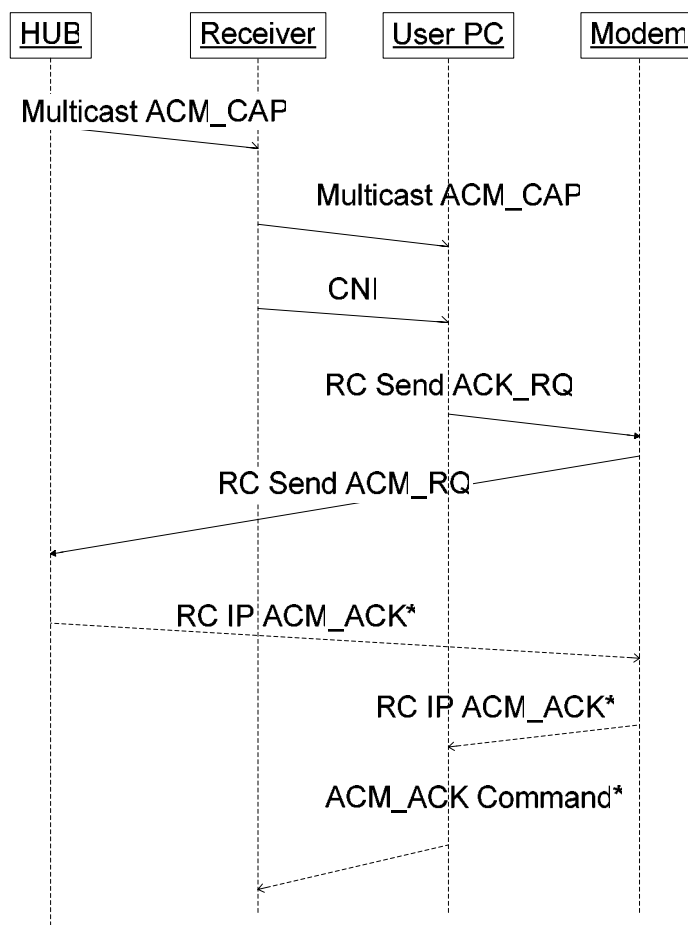 HUB Receiver User PC Modem
Multicast ACM_CAP
Multicast ACM_CAP
CNI
RC Send ACK_RQ
RC Send ACM_RQ
RC IP ACM_ACK*
RC IP ACM_ACK*
ACM_ACK Command*